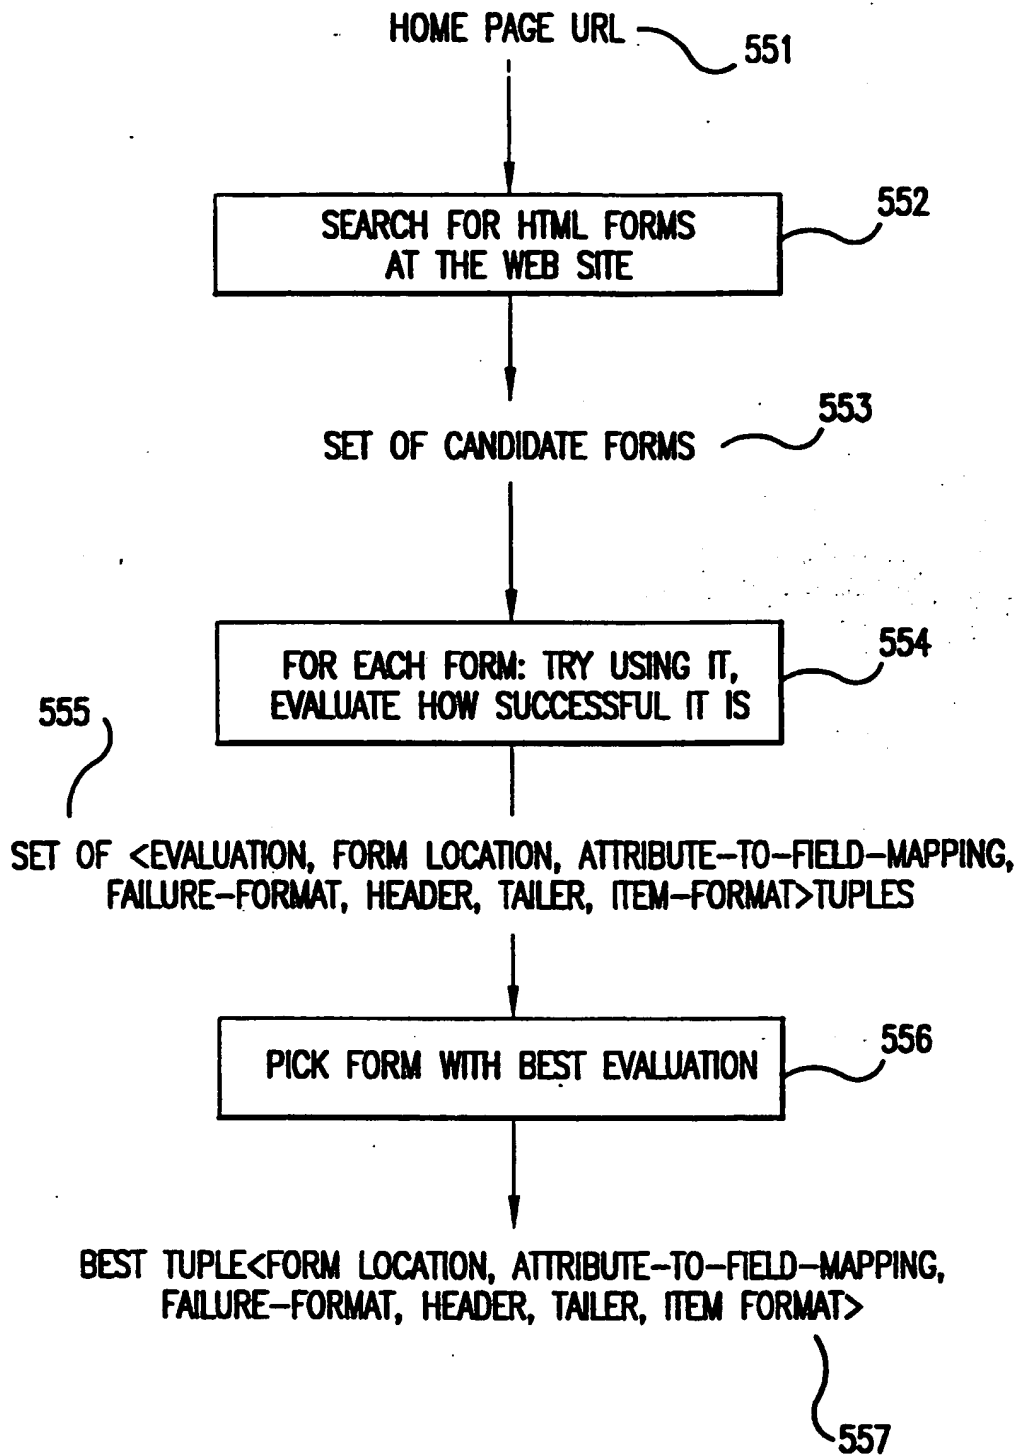 HOME PAGE URL
551
SEARCH FOR HTML FORMS
AT THE WEB SITE
552
SET OF CANDIDATE FORMS
553
FOR EACH FORM: TRY USING IT,
EVALUATE HOW SUCCESSFUL IT IS
554
555
SET OF <EVALUATION, FORM LOCATION, ATTRIBUTE-TO-FIELD-MAPPING,
FAILURE-FORMAT, HEADER, TAILER, ITEM-FORMAT>TUPLES
PICK FORM WITH BEST EVALUATION
556
BEST TUPLE<FORM LOCATION, ATTRIBUTE-TO-FIELD-MAPPING,
FAILURE-FORMAT, HEADER, TAILER, ITEM FORMAT>
557